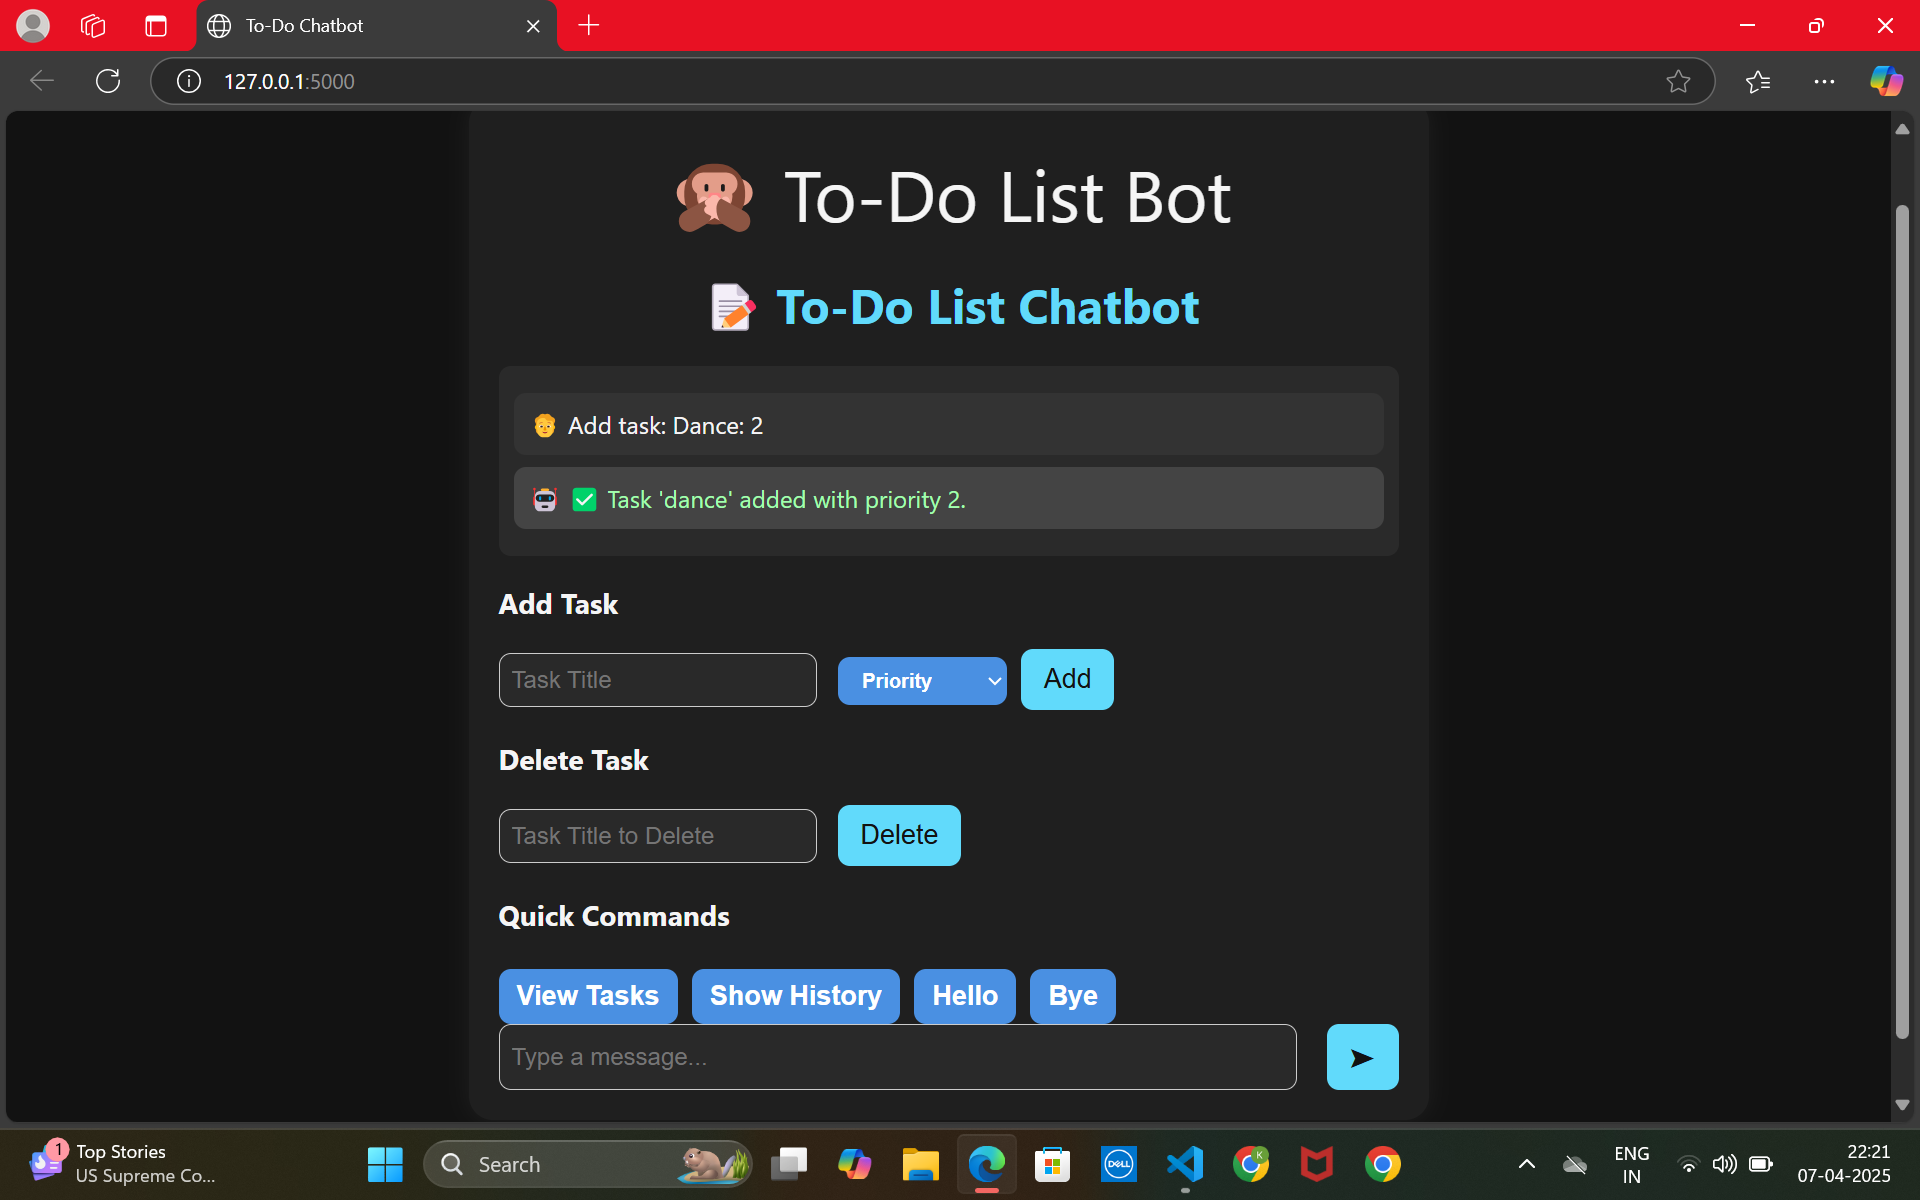 To-Do Chatbot
127.0.0.1:5000
To-Do List Bot
To-Do List Chatbot
Add task: Dance: 2
Task 'dance' added with priority 2.
Add Task
Task Title
Priority
Add
Delete Task
Task Title to Delete
Delete
Quick Commands
View Tasks
Show History
Hello
Bye
Type a message...
1
Top Stories
US Supreme Co...
Search
DELL
K
ENG
IN
22:21
07-04-2025